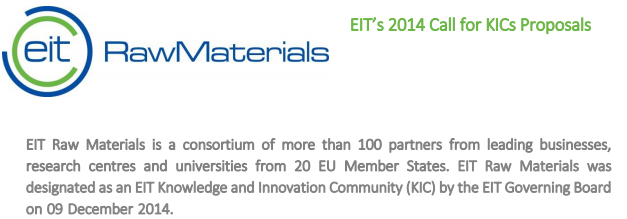 EIT's 2014 Call for KICs Proposals
eit RawMaterials
EIT Raw Materials is a consortium of more than 100 partners from leading businesses,
research centres and universities from 20 EU Member States. EIT Raw Materials was
designated as an EIT Knowledge and Innovation Community (KIC) by the EIT Governing Board
on 09 December 2014.